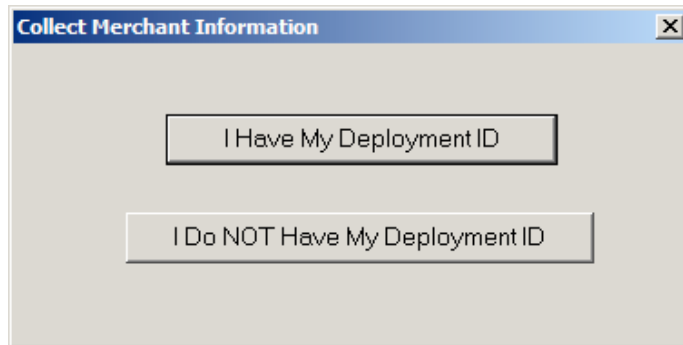 Collect Merchant Information
I Have My Deployment ID
I Do NOT Have My Deployment ID